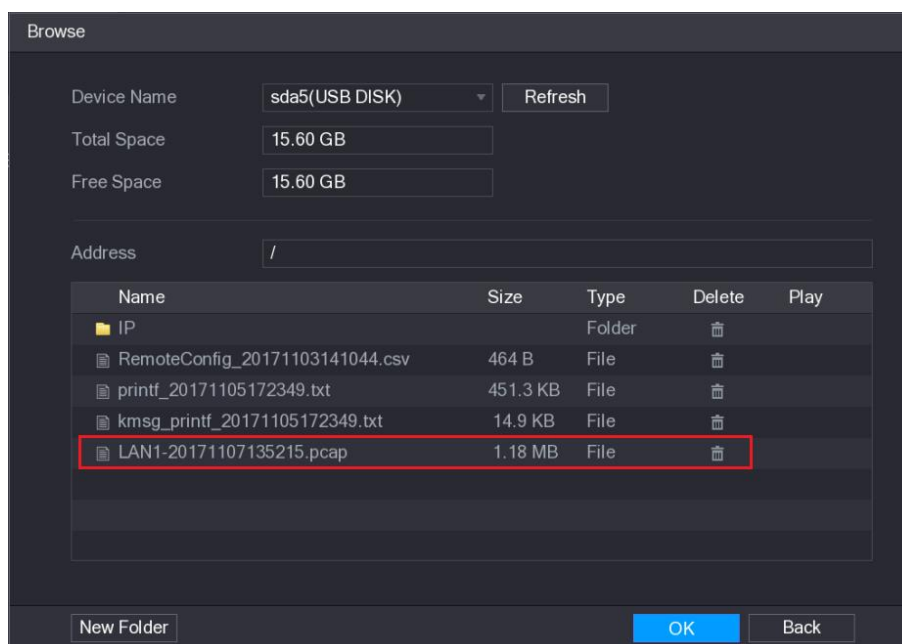 Browse
Device Name sda5(USB DISK) Refresh
Total Space 15.60 GB
Free Space 15.60 GB
Address /
Name Size Type Delete Play
IP Folder
RemoteConfig_20171103141044.csv 464 B File
printf_20171105172349.txt 451.3 KB File
kmsg_printf_20171105172349.txt 14.9 KB File
LAN1-20171107135215.pcap 1.18 MB File
New Folder OK Back